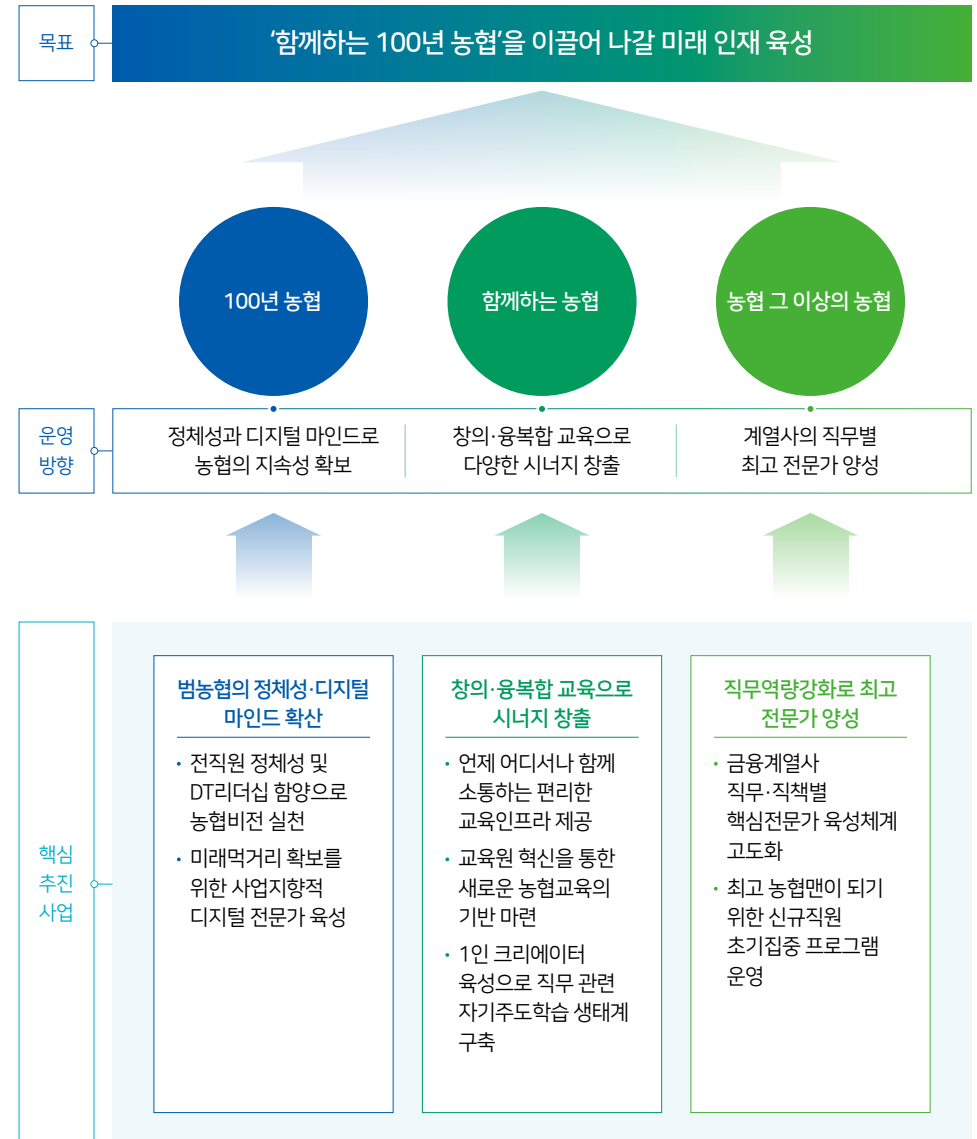 목표
‘함께하는 100년 농협’을 이끌어 나갈 미래 인재 육성
100년 농협
함께하는 농협
농협 그 이상의 농협
운영
방향
정체성과 디지털 마인드로
농협의 지속성 확보
창의·융복합 교육으로
다양한 시너지 창출
계열사의 직무별
최고 전문가 양성
핵심
추진
사업
범농협의 정체성·디지털
마인드 확산
• 전직원 정체성 및
DT리더십 함양으로
농협비전 실천
• 미래먹거리 확보를
위한 사업지향적
디지털 전문가 육성
창의·융복합 교육으로
시너지 창출
• 언제 어디서나 함께
소통하는 편리한
교육인프라 제공
• 교육원 혁신을 통한
새로운 농협교육의
기반 마련
• 1인 크리에이터
육성으로 직무 관련
자기주도학습 생태계
구축
직무역량강화로 최고
전문가 양성
• 금융계열사
직무·직책별
핵심전문가 육성체계
고도화
• 최고 농협맨이 되기
위한 신규직원
초기집중 프로그램
운영